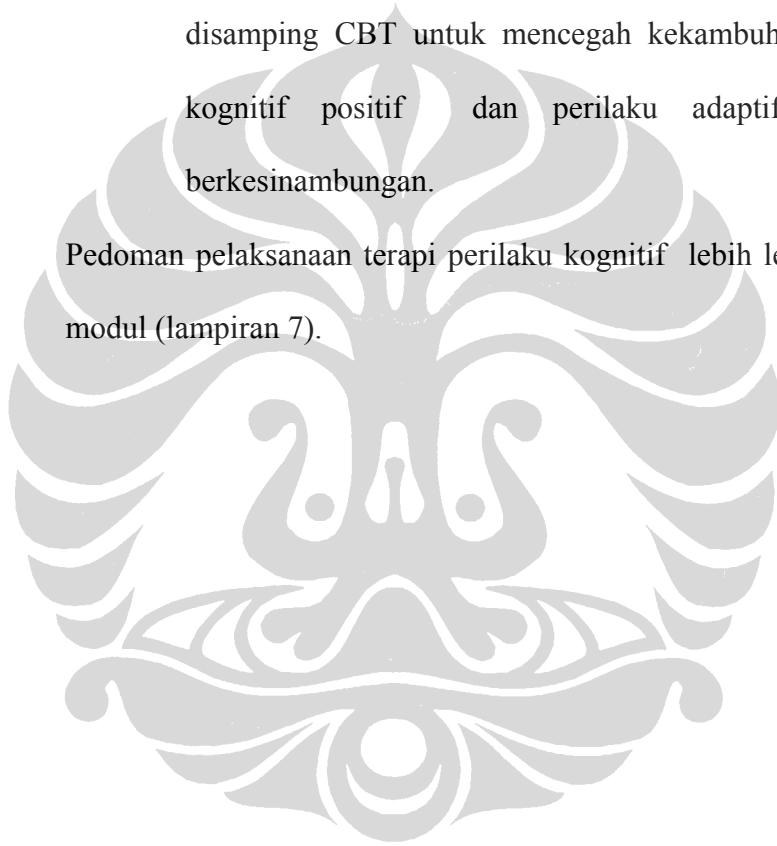 disamping CBT untuk mencegah kekambuh
kognitif positif dan perilaku adaptif
berkesinambungan.
Pedoman pelaksanaan terapi perilaku kognitif lebih le
modul (lampiran 7).